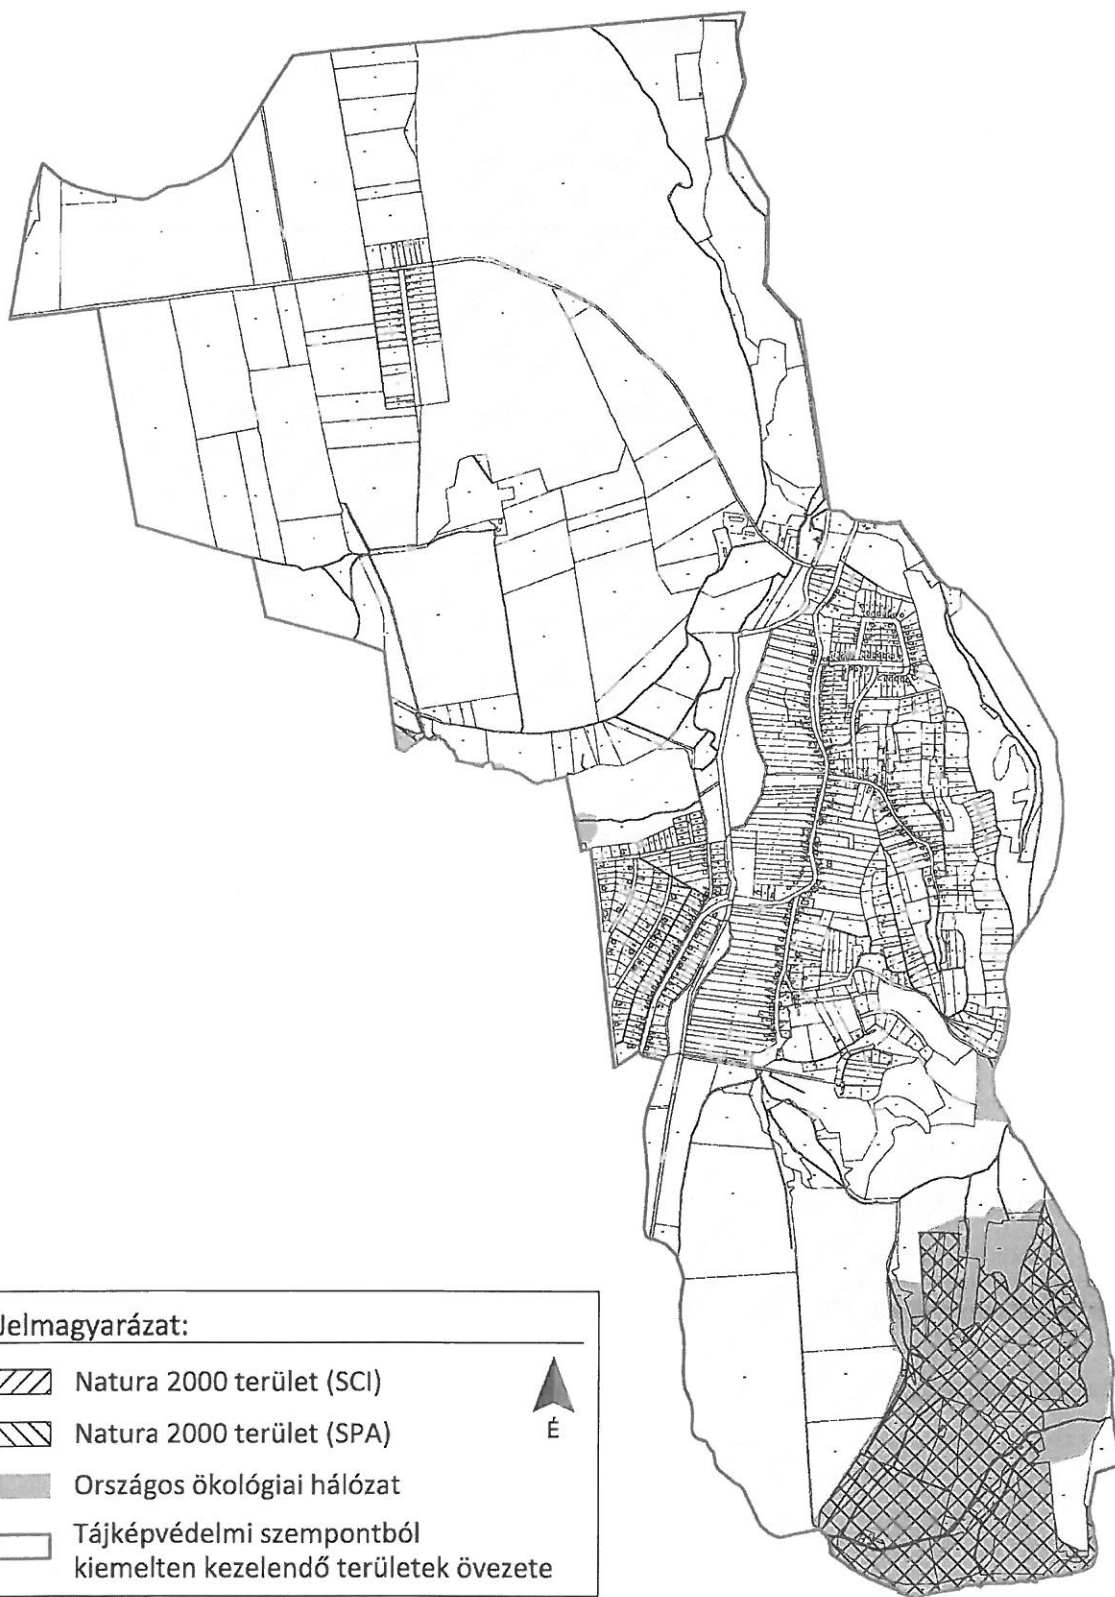 Jelmagyarázat:
Natura 2000 terület (SCI)
Natura 2000 terület (SPA)
É
Országos ökológiai hálózat
Tájképvédelmi szempontból
kiemelten kezelendő területek övezete